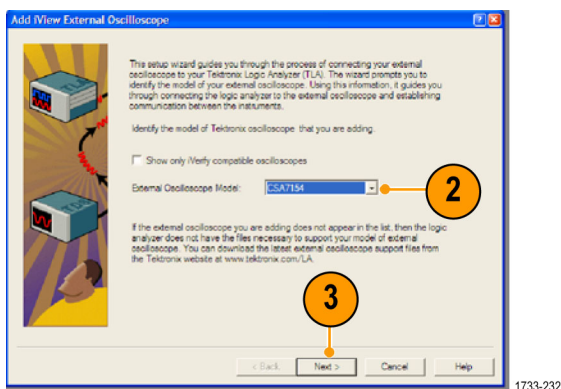 Add iView External Oscilloscope
This setup wizard guides you through the process of connecting your external
oscilloscope to your Tektronix Logic Analyzer (TLA). The wizard prompts you to
identify the model of your external oscilloscope. Using this information, it guides you
through connecting the logic analyzer to the external oscilloscope and establishing
communication between the instruments.
Identify the model of Tektronix oscilloscope that you are adding.
Show only iVerify compatible oscilloscopes
External Oscilloscope Model: CSA7154
2
If the external oscilloscope you are adding does not appear in the list, then the logic
analyzer does not have the files necessary to support your model of external
oscilloscope. You can download the latest external oscilloscope support files from
the Tektronix website at www.tektronix.com/LA.
3
< Back Next > Cancel Help
1733-232
TLA
TDS